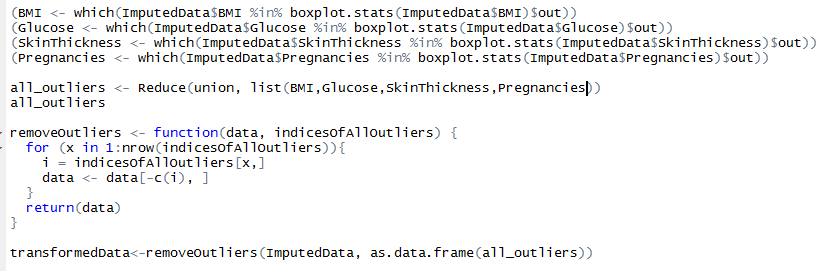 (BMI <- which(ImputedData$BMI %in% boxplot.stats(ImputedData$BMI)$out))
(Glucose <- which(ImputedData$Glucose %in% boxplot.stats(ImputedData$Glucose)$out))
(SkinThickness <- which(ImputedData$SkinThickness %in% boxplot.stats(ImputedData$SkinThickness)$out))
(Pregnancies <- which(ImputedData$Pregnancies %in% boxplot.stats(ImputedData$Pregnancies)$out))
all_outliers <- Reduce(union, list(BMI,Glucose,SkinThickness,Pregnancies))
all_outliers
removeOutliers <- function(data, indicesOfAllOutliers) {
  for (x in 1:nrow(indicesOfAllOutliers)){
    i = indicesOfAllOutliers[x,]
    data <- data[-c(i), ]
  }
  return(data)
}
transformedData<-removeOutliers(ImputedData, as.data.frame(all_outliers))